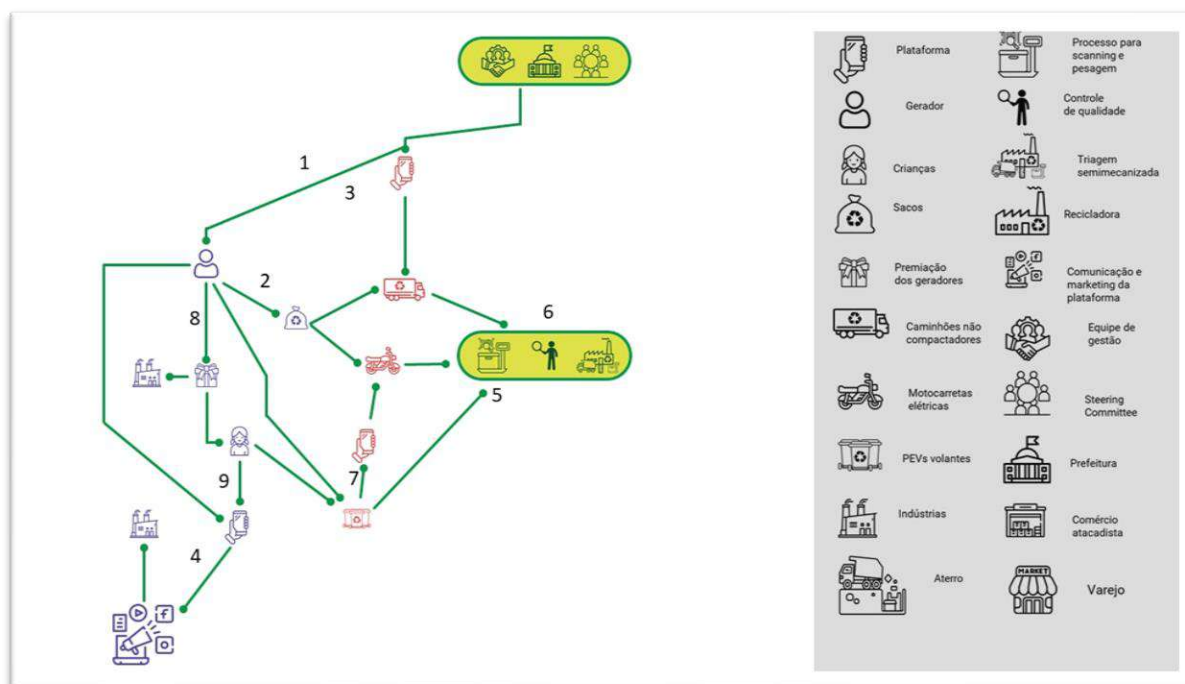 1
3
2
8
6
5
7
9
4
Plataforma
Processo para
scanning e
pesagem
Gerador
Controle
de qualidade
Crianças
Triagem
semimecanizada
Sacos
Recicladora
Premiação
dos geradores
Comunicação e
marketing da
plataforma
Caminhões não
compactadores
Equipe de
gestão
Motocarretas
elétricas
Steering
Committee
PEVs volantes
Prefeitura
Indústrias
Comércio
atacadista
Aterro
MARKET
Varejo